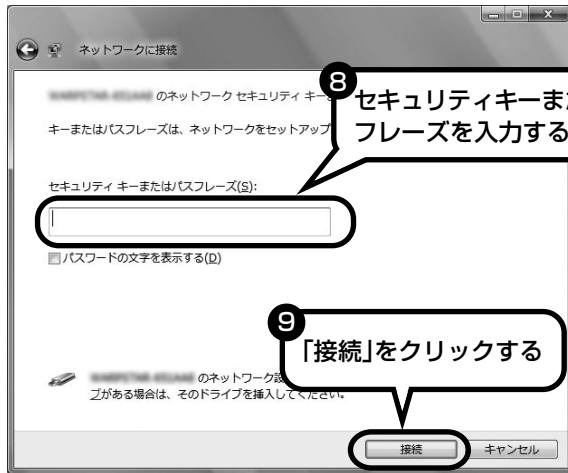 ネットワークに接続
のネットワーク セキュリティ キー
8
セキュリティキーまた
フレーズを入力する
キーまたはパスフレーズは、ネットワークをセットアップ
セキュリティ キーまたはパスフレーズ(S):
パスワードの文字を表示する(D)
9
「接続」をクリックする
のネットワーク設
ブがある場合は、そのドライブを挿入してください。
接続
キャンセル